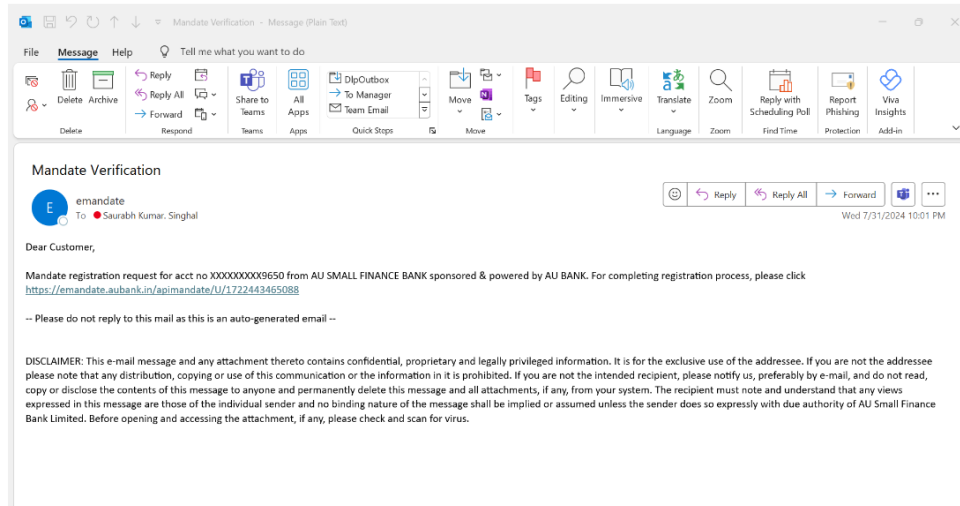 Mandate Verification - Message (Plain Text)
File Message Help Tell me what you want to do
Delete Archive
Reply
Reply All
Forward
Share to Teams
All Apps
DlpOutbox
To Manager
Team Email
Move
Tags
Editing
Immersive
Translate
Zoom
Reply with Scheduling Poll
Report Phishing
Viva Insights
Delete Respond Teams Apps Quick Steps Move Language Zoom Find Time Protection Add-in
Mandate Verification
E
emandate
To Saurabh Kumar. Singhal
Reply Reply All Forward
Wed 7/31/2024 10:01 PM
Dear Customer,
Mandate registration request for acct no XXXXXXXXX9650 from AU SMALL FINANCE BANK sponsored & powered by AU BANK. For completing registration process, please click
https://emandate.aubank.in/apimandate/U/1722443465088
-- Please do not reply to this mail as this is an auto-generated email --
DISCLAIMER: This e-mail message and any attachment thereto contains confidential, proprietary and legally privileged information. It is for the exclusive use of the addressee. If you are not the addressee
please note that any distribution, copying or use of this communication or the information in it is prohibited. If you are not the intended recipient, please notify us, preferably by e-mail, and do not read,
copy or disclose the contents of this message to anyone and permanently delete this message and all attachments, if any, from your system. The recipient must note and understand that any views
expressed in this message are those of the individual sender and no binding nature of the message shall be implied or assumed unless the sender does so expressly with due authority of AU Small Finance
Bank Limited. Before opening and accessing the attachment, if any, please check and scan for virus.